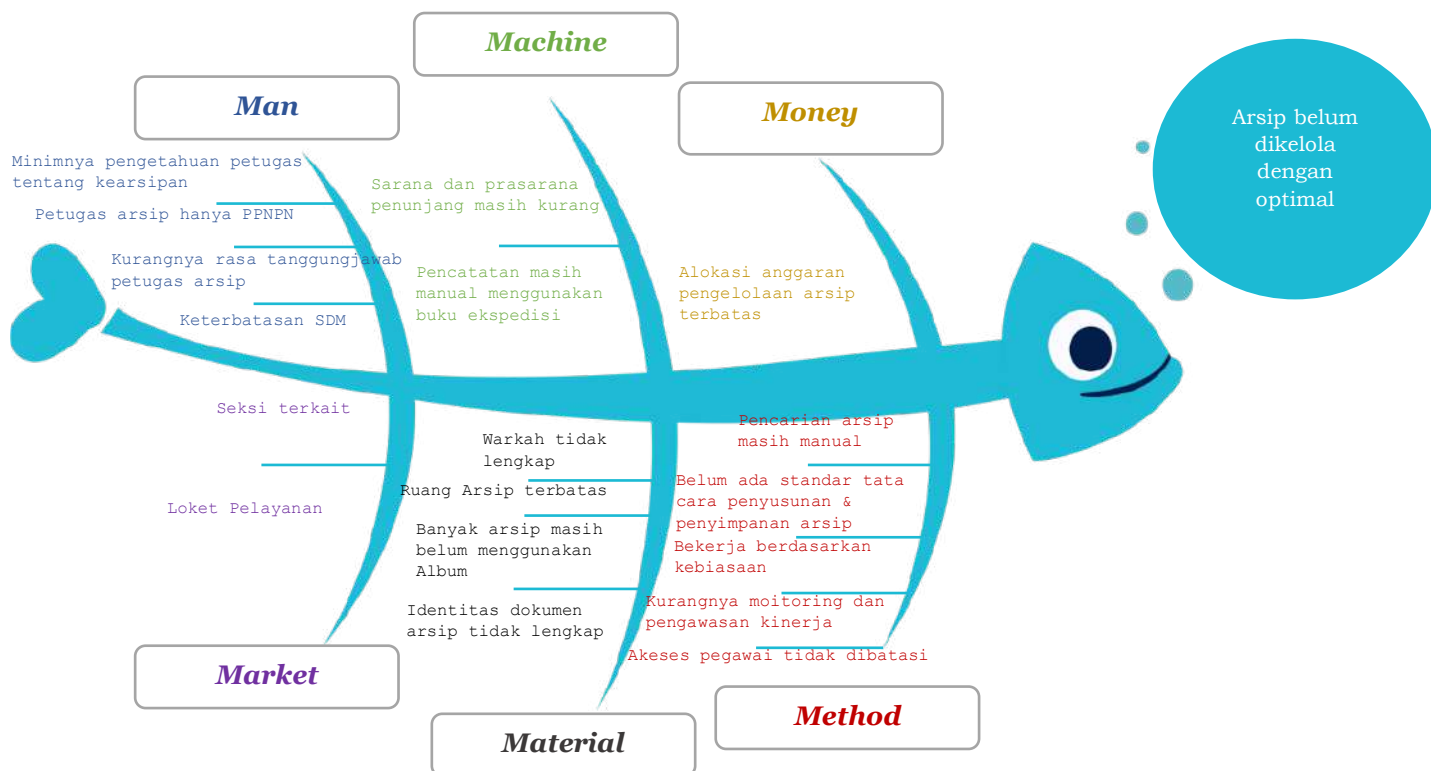 Machine
Man
Money
Arsip belum
dikelola
dengan
optimal
Minimnya pengetahuan petugas
tentang kearsipan
Petugas arsip hanya PPNPN
Kurangnya rasa tanggungjawab
petugas arsip
Keterbatasan SDM
Sarana dan prasarana
penunjang masih kurang
Pencatatan masih
manual menggunakan
buku ekspedisi
Alokasi anggaran
pengelolaan arsip
terbatas
Seksi terkait
Loket Pelayanan
Warkah tidak
lengkap
Ruang Arsip terbatas
Banyak arsip masih
belum menggunakan
Album
Identitas dokumen
arsip tidak lengkap
Pencarian arsip
masih manual
Belum ada standar tata
cara penyusunan &
penyimpanan arsip
Bekerja berdasarkan
kebiasaan
Kurangnya moitoring dan
pengawasan kinerja
Akeses pegawai tidak dibatasi
Market
Material
Method